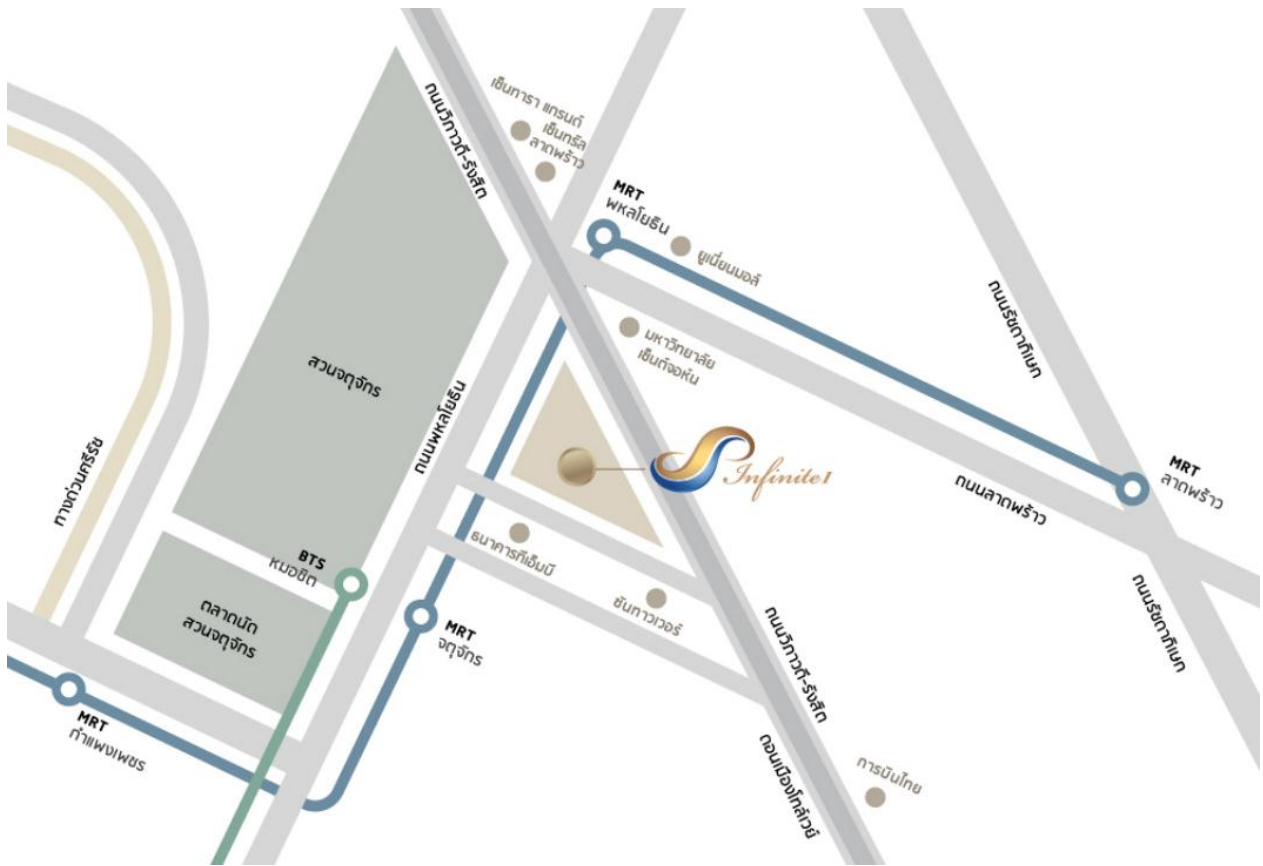 ถนนวิภาวดี-รังสิต
เซ็นทารา แกรนด์
เซ็นทรัล
ลาดพร้าว
MRT
พหลโยธิน
ยูเนี่ยนมอล์
ถนนรัชดาภิเษก
มหาวิทยาลัย
เซ็นต์จอห์น
สวนจตุจักร
ถนนพหลโยธิน
ทางด่วนศรีรัช
Infinite1
MRT
ลาดพร้าว
ถนนลาดพร้าว
ธนาคารทีเอ็มบี
BTS
หมอชิต
ตลาดนัด
สวนจตุจักร
ซันทาวเวอร์
MRT
จตุจักร
ถนนวิภาวดี-รังสิต
ถนนรัชดาภิเษก
MRT
กำแพงเพชร
ดอนเมืองโทล์เวย์
การบินไทย